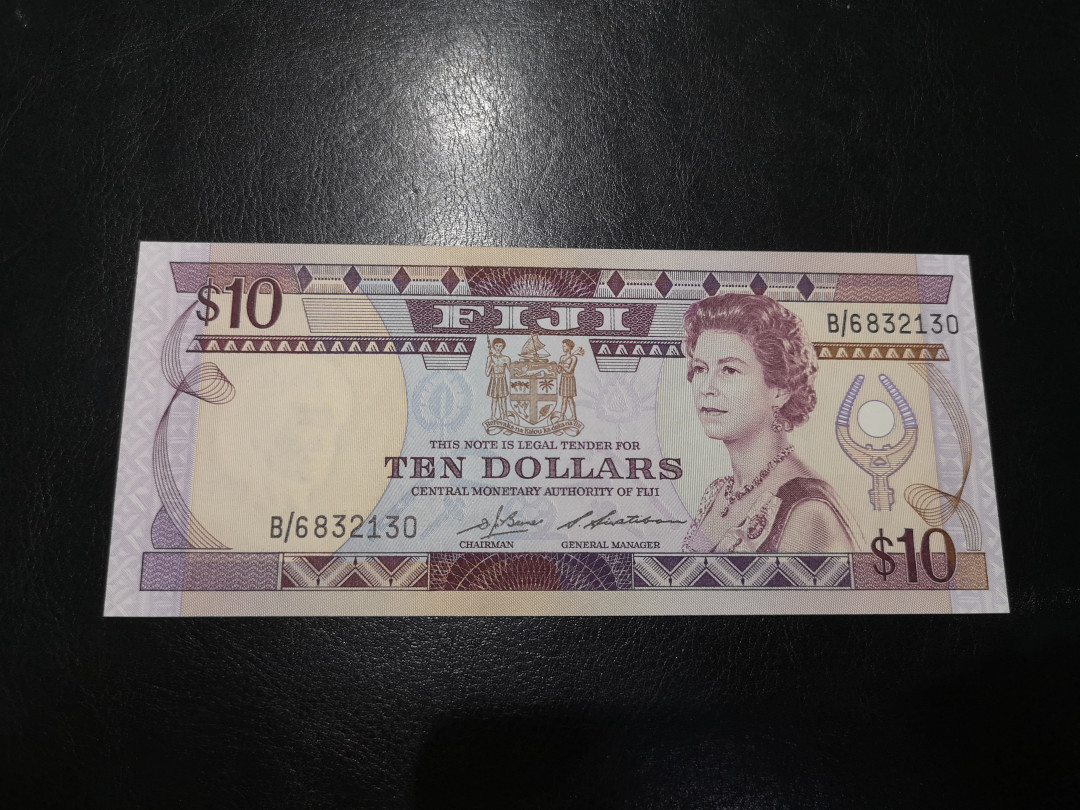 $10
FIJI
B/6832130
THIS NOTE IS LEGAL TENDER FOR
TEN DOLLARS
CENTRAL MONETARY AUTHORITY OF FIJI
B/6832130
CHAIRMAN
GENERAL MANAGER
$10